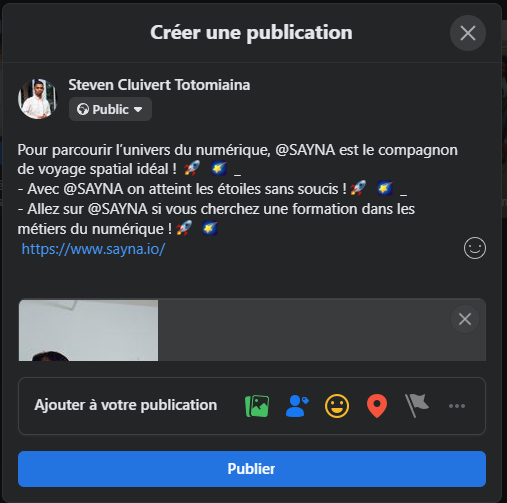 Créer une publication
Steven Cluivert Totomiaina
Public
Pour parcourir l’univers du numérique, @SAYNA est le compagnon
de voyage spatial idéal ! 🚀 🌠 _
- Avec @SAYNA on atteint les étoiles sans soucis ! 🚀 🌠 _
- Allez sur @SAYNA si vous cherchez une formation dans les
métiers du numérique ! 🚀 🌠
https://www.sayna.io/
Ajouter à votre publication
Publier